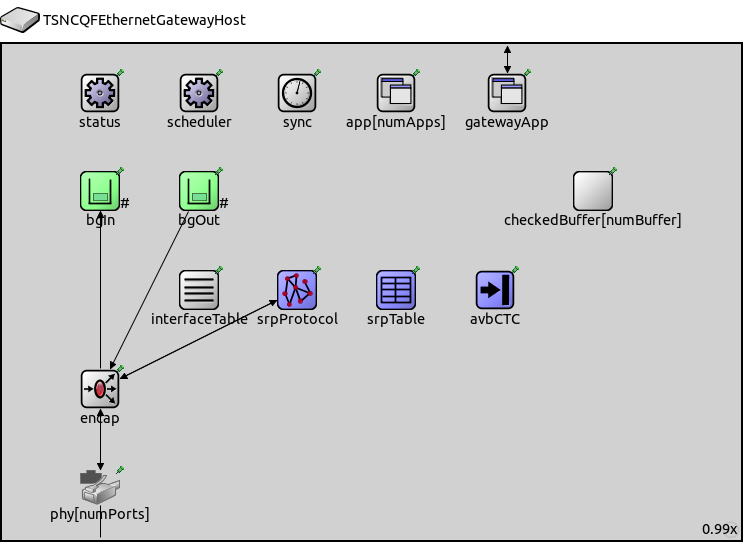 TSNCQFEthernetGatewayHost
status
scheduler
sync
app[numApps]
gatewayApp
#
#
bgIn
bgOut
checkedBuffer[numBuffer]
interfaceTable
srpProtocol
srpTable
avbCTC
encap
phy[numPorts]
0.99x